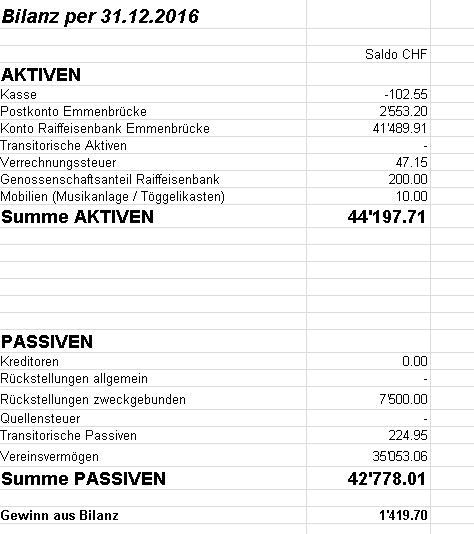 Bilanz per 31.12.2016
Saldo CHF
AKTIVEN
Kasse -102.55
Postkonto Emmenbrücke 2'553.20
Konto Raiffeisenbank Emmenbrücke 41'489.91
Transitorische Aktiven -
Verrechnungssteuer 47.15
Genossenschaftsanteil Raiffeisenbank 200.00
Mobilien (Musikanlage / Töggelikasten) 10.00
Summe AKTIVEN 44'197.71
PASSIVEN
Kreditoren 0.00
Rückstellungen allgemein -
Rückstellungen zweckgebunden 7'500.00
Quellensteuer -
Transitorische Passiven 224.95
Vereinsvermögen 35'053.06
Summe PASSIVEN 42'778.01
Gewinn aus Bilanz 1'419.70